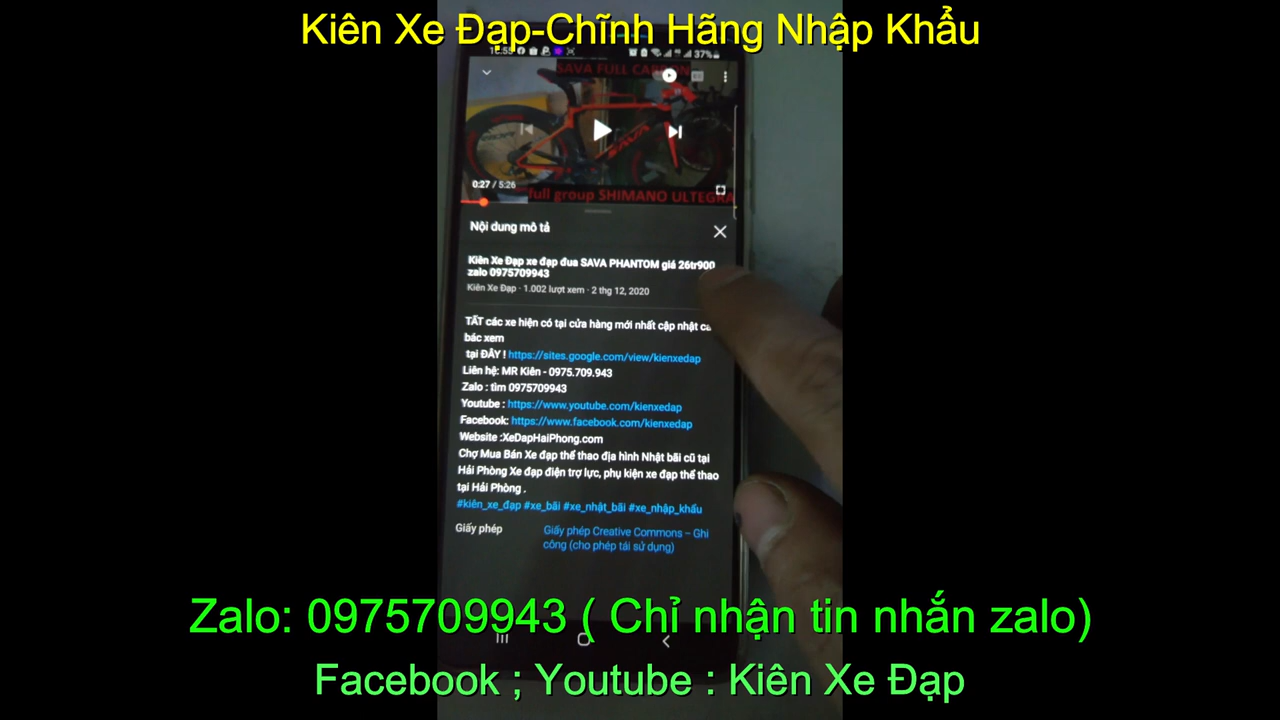 Kiên Xe Đạp-Chĩnh Hãng Nhập Khẩu
37%
SAVA FULL CARBON
SAVA
0:27 / 5:26
full group SHIMANO ULTEGRA
Nội dung mô tả
Kiên Xe Đạp xe đạp đua SAVA PHANTOM giá 26tr900
zalo 0975709943
Kiên Xe Đạp · 1.002 lượt xem · 2 thg 12, 2020
TẤT các xe hiện có tại cửa hàng mới nhất cập nhật
bác xem
tại ĐÂY ! https://sites.google.com/view/kienxedap
Liên hệ: MR Kiên - 0975.709.943
Zalo : tìm 0975709943
Youtube : https://www.youtube.com/kienxedap
Facebook: https://www.facebook.com/kienxedap
Website :XeDapHaiPhong.com
Chợ Mua Bán Xe đạp thể thao địa hình Nhật bãi cũ tại
Hải Phòng Xe đạp điện trợ lực, phụ kiện xe đạp thể thao
tại Hải Phòng .
#kiên_xe_đạp #xe_bãi #xe_nhật_bãi #xe_nhập_khẩu
Giấy phép Giấy phép Creative Commons – Ghi
công (cho phép tái sử dụng)
Zalo: 0975709943 ( Chỉ nhận tin nhắn zalo)
Facebook ; Youtube : Kiên Xe Đạp